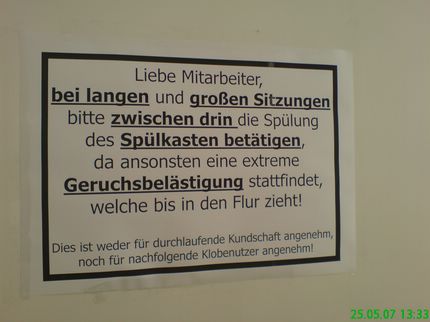 Liebe Mitarbeiter,
bei langen und großen Sitzungen
bitte zwischen drin die Spülung
des Spülkasten betätigen,
da ansonsten eine extreme
Geruchsbelästigung stattfindet,
welche bis in den Flur zieht!
Dies ist weder für durchlaufende Kundschaft angenehm,
noch für nachfolgende Klobenutzer angenehm!
25.05.07 13:33